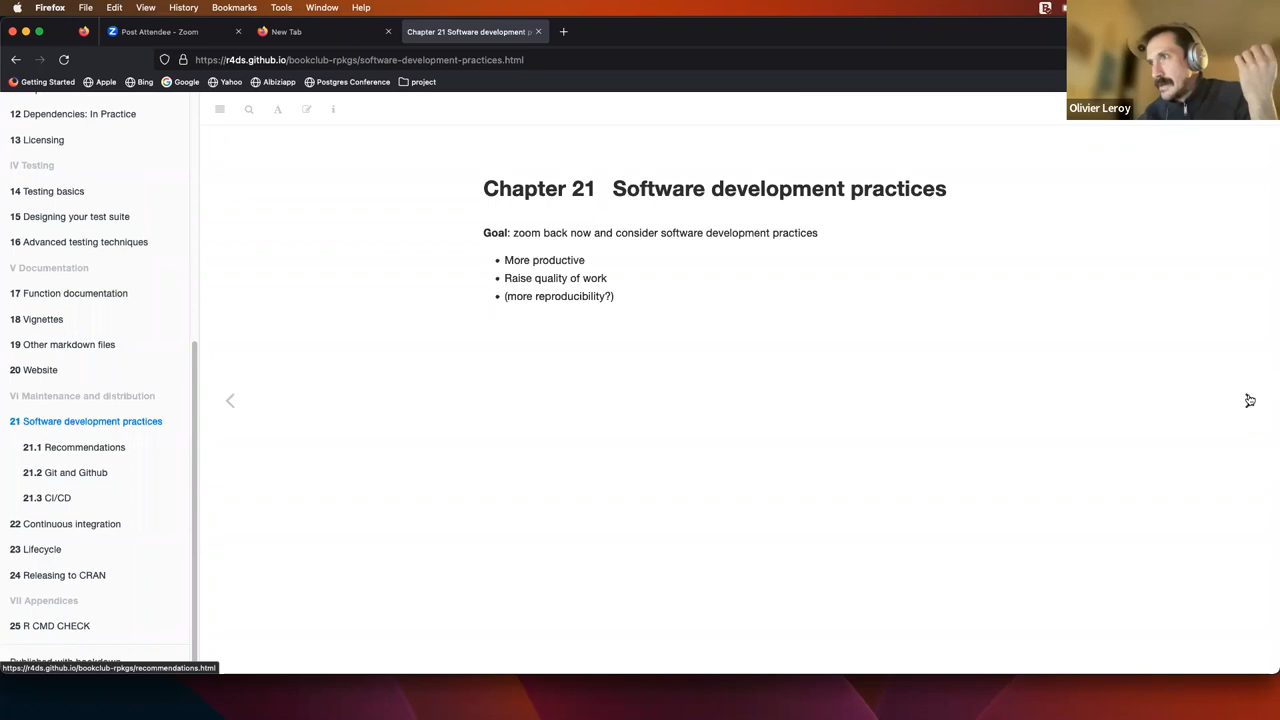 Firefox File Edit View History Bookmarks Tools Window Help
Post Attendee - Zoom
New Tab
Chapter 21 Software development p
https://r4ds.github.io/bookclub-rpkgs/software-development-practices.html
Getting Started Apple Bing Google Yahoo Albiziapp Postgres Conference project
Olivier Leroy
12 Dependencies: In Practice
13 Licensing
IV Testing
14 Testing basics
15 Designing your test suite
16 Advanced testing techniques
V Documentation
17 Function documentation
18 Vignettes
19 Other markdown files
20 Website
VI Maintenance and distribution
21 Software development practices
21.1 Recommendations
21.2 Git and Github
21.3 CI/CD
22 Continuous integration
23 Lifecycle
24 Releasing to CRAN
VII Appendices
25 R CMD CHECK
Published with bookdown
https://r4ds.github.io/bookclub-rpkgs/recommendations.html
Chapter 21 Software development practices
Goal: zoom back now and consider software development practices
• More productive
• Raise quality of work
• (more reproducibility?)